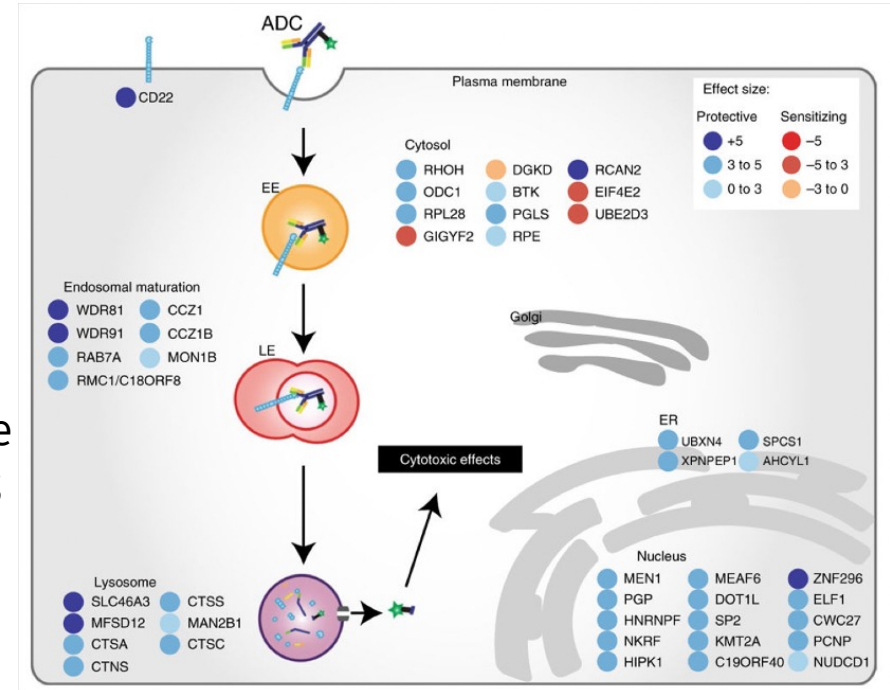 ADC
CD22
Plasma membrane
Effect size:
Protective Sensitizing
+5 –5
3 to 5 –5 to 3
0 to 3 –3 to 0
Cytosol
RHOH DGKD RCAN2
ODC1 BTK EIF4E2
RPL28 PGLS UBE2D3
GIGYF2 RPE
EE
Endosomal maturation
WDR81 CCZ1
WDR91 CCZ1B
RAB7A MON1B
RMC1/C18ORF8
Golgi
LE
e
ER
UBXN4 SPCS1
XPNPEP1 AHCYL1
Cytotoxic effects
Lysosome
SLC46A3 CTSS
MFSD12 MAN2B1
CTSA CTSC
CTNS
Nucleus
MEN1 MEAF6 ZNF296
PGP DOT1L ELF1
HNRNPF SP2 CWC27
NKRF KMT2A PCNP
HIPK1 C19ORF40 NUDCD1